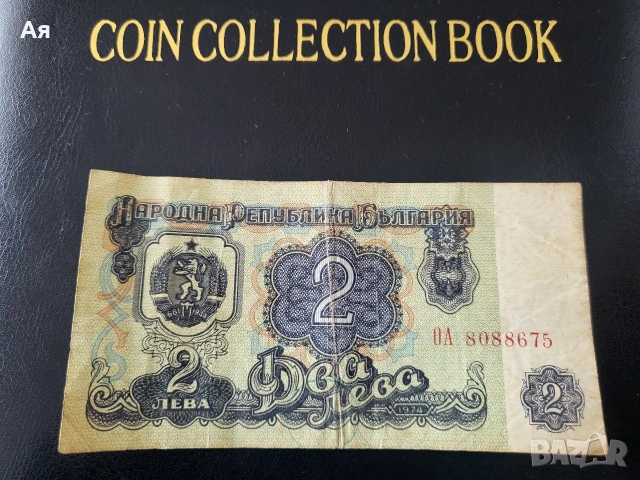 Ая
COIN COLLECTION BOOK
НАРОДНА РЕПУБЛИКА БЪЛГАРИЯ
2
ОА 8088675
2
ЛЕВА
Два
лева
1974
2
BAZAR